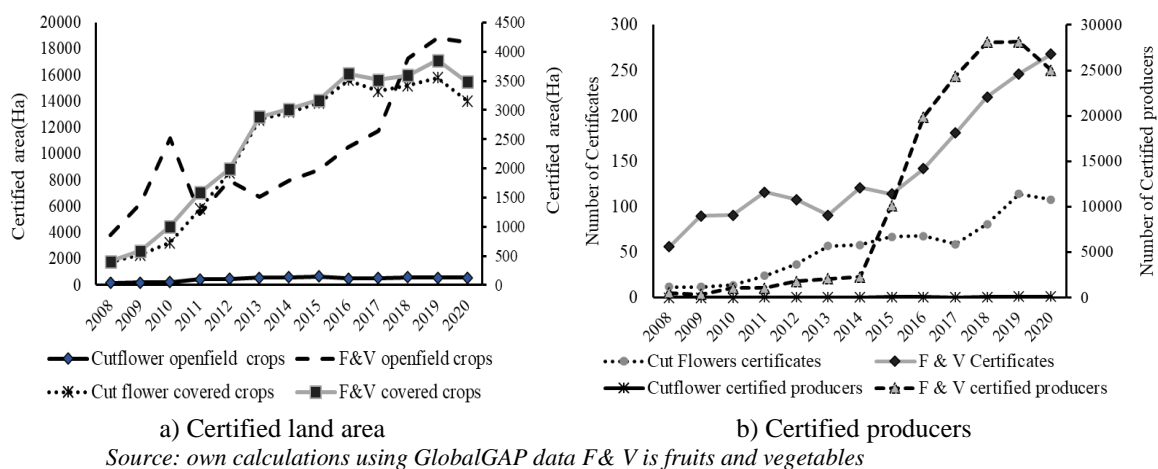 20000
18000
16000
14000
12000
10000
8000
6000
4000
2000
0
Certified area(Ha)
4500
4000
3500
3000
2500
2000
1500
1000
500
0
Certified area(Ha)
2008 2009 2010 2011 2012 2013 2014 2015 2016 2017 2018 2019 2020
Cutflower openfield crops F&V openfield crops
Cut flower covered crops F&V covered crops
a) Certified land area
300
250
200
150
100
50
0
Number of Certificates
30000
25000
20000
15000
10000
5000
0
Number of Certified producers
2008 2009 2010 2011 2012 2013 2014 2015 2016 2017 2018 2019 2020
Cut Flowers certificates F & V Certificates
Cutflower certified producers F & V certified producers
b) Certified producers
Source: own calculations using GlobalGAP data F& V is fruits and vegetables